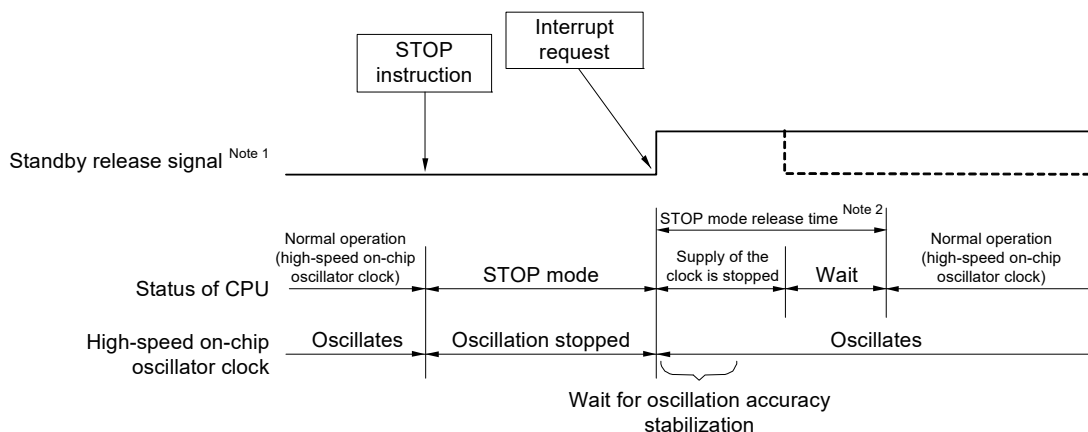 Interrupt
request
STOP
instruction
Standby release signal Note 1
STOP mode release time Note 2
Normal operation
(high-speed on-chip
oscillator clock)
Supply of the
clock is stopped
Normal operation
(high-speed on-chip
oscillator clock)
Status of CPU
STOP mode
Wait
High-speed on-chip
oscillator clock
Oscillates
Oscillation stopped
Oscillates
Wait for oscillation accuracy
stabilization